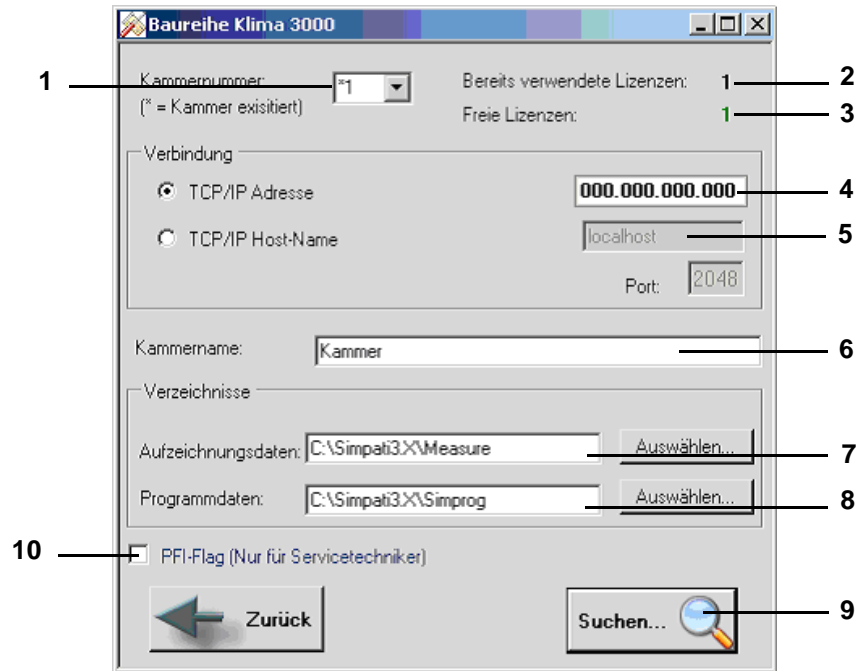 Baureihe Klima 3000
1 Kammernummer: *1 Bereits verwendete Lizenzen: 1 2
(* = Kammer exisitiert) Freie Lizenzen: 1 3
Verbindung
TCP/IP Adresse 000.000.000.000 4
TCP/IP Host-Name localhost 5
Port: 2048
Kammername: Kammer 6
Verzeichnisse
Aufzeichnungsdaten: C:\Simpati3.X\Measure Auswählen... 7
Programmdaten: C:\Simpati3.X\Simprog Auswählen... 8
10 PFI-Flag (Nur für Servicetechniker)
Zurück Suchen... 9